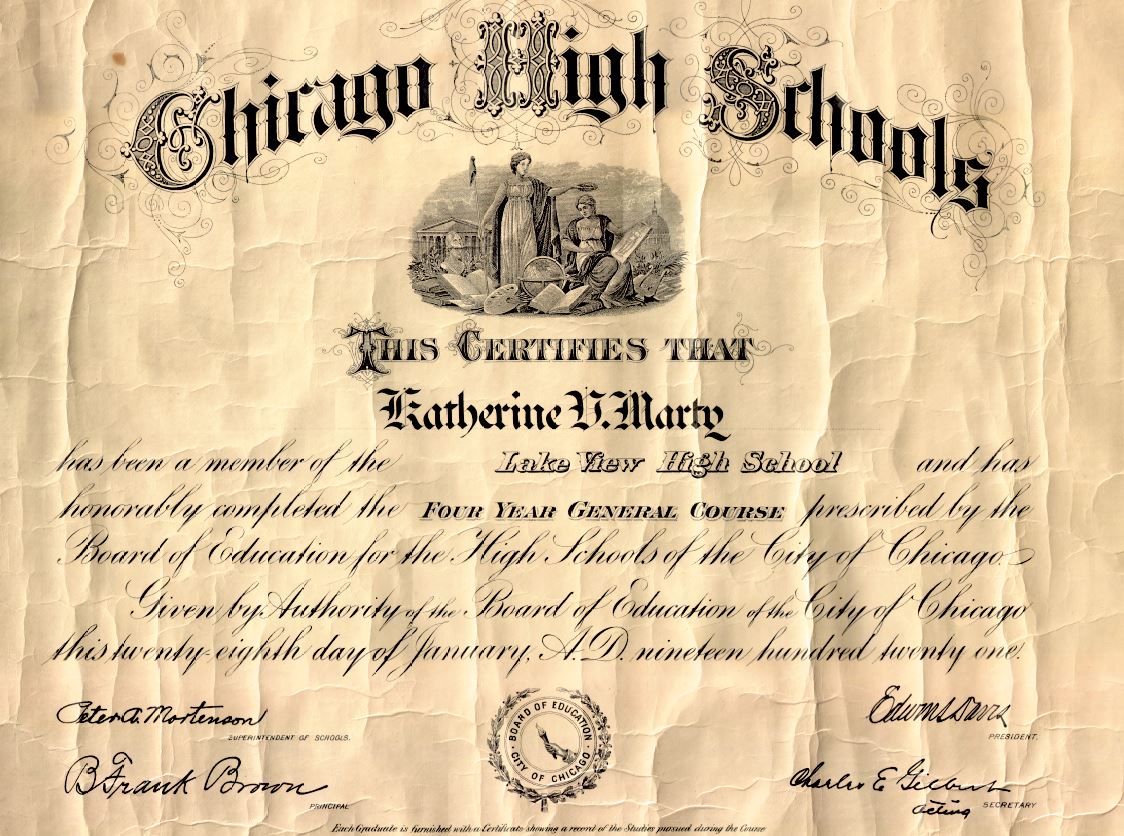 Chicago High Schools
THIS CERTIFIES THAT
Katherine V. Marty
has been a member of the Lake View High School and has
honorably completed the FOUR YEAR GENERAL COURSE prescribed by the
Board of Education for the High Schools of the City of Chicago.
Given by Authority of the Board of Education of the City of Chicago
this twenty-eighth day of January, A.D. nineteen hundred twenty one.
Peter A. Mortenson
SUPERINTENDENT OF SCHOOLS.
Edwin S Davis
PRESIDENT.
BOARD OF EDUCATION
CITY OF CHICAGO
B Frank Brown
PRINCIPAL
Charles E Gilbert
Acting SECRETARY
Each Graduate is furnished with a Certificate showing a record of the Studies pursued during the Course